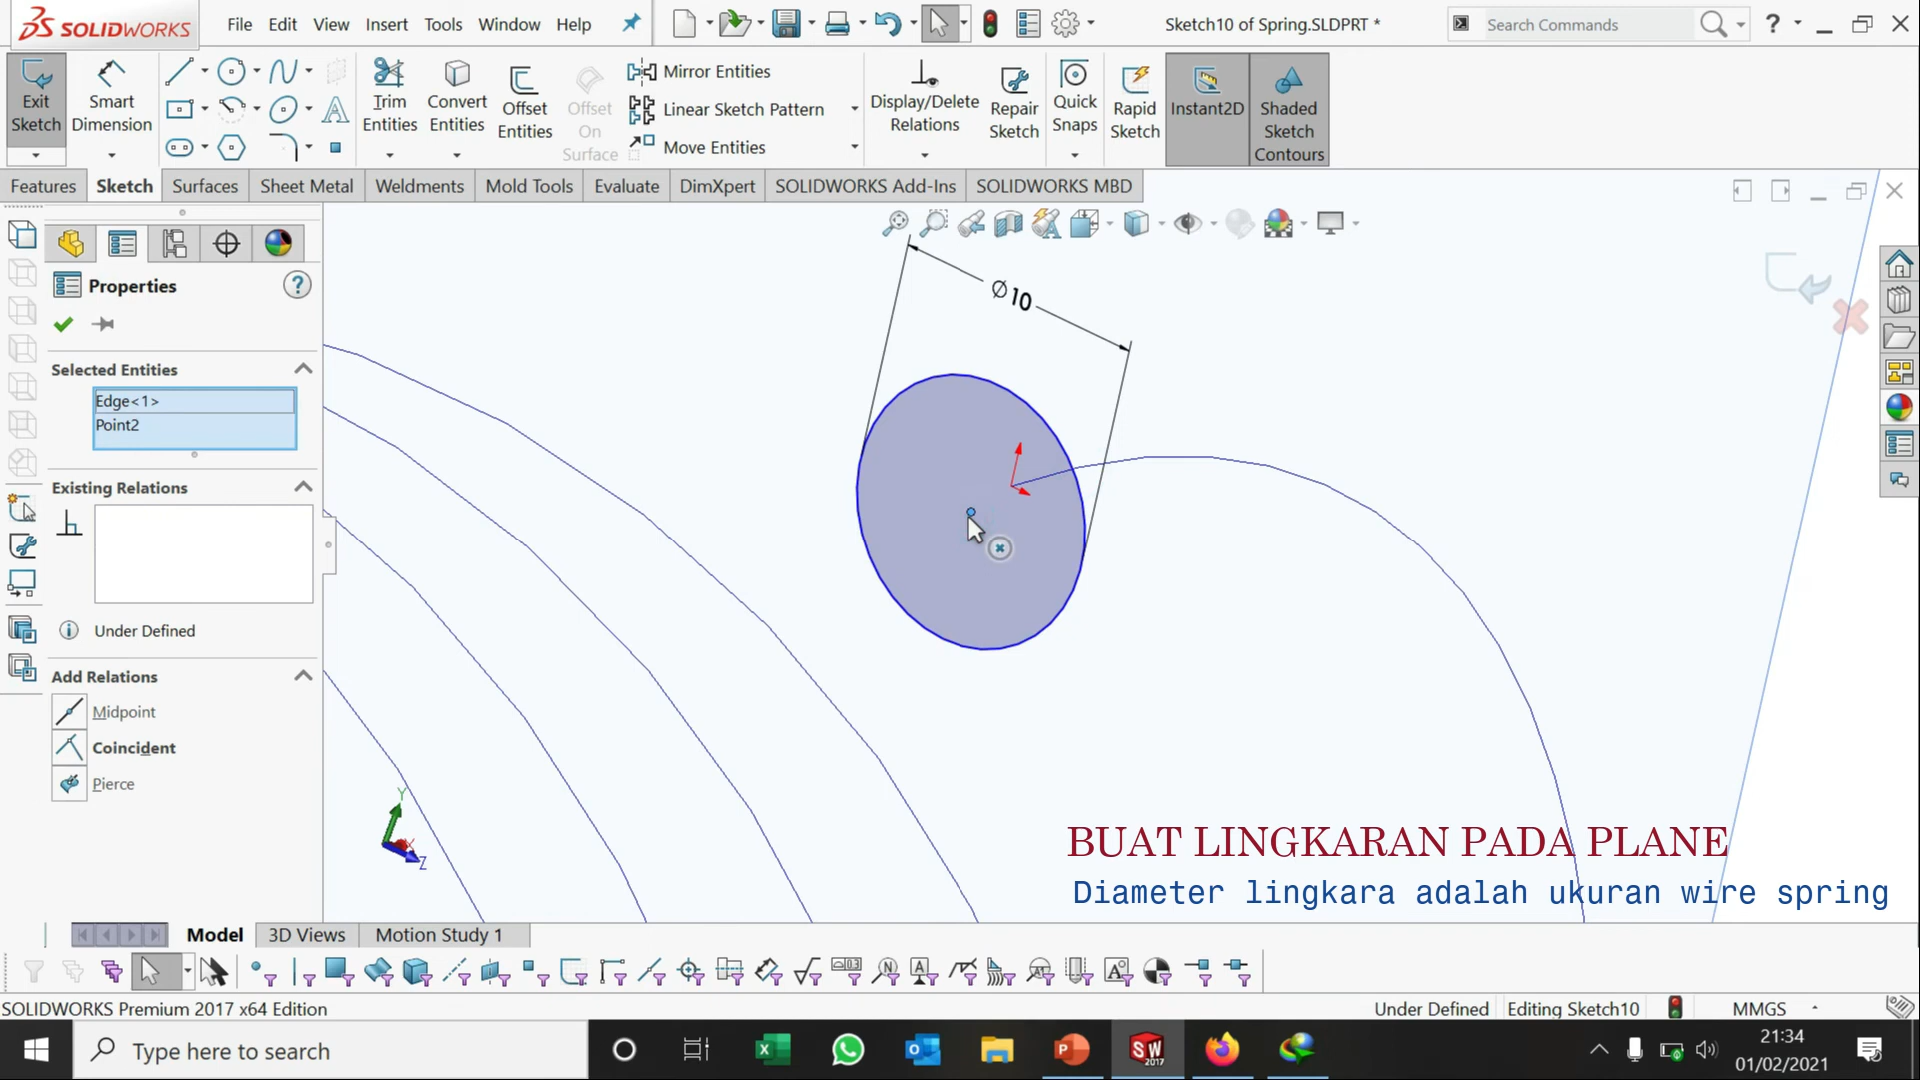 SOLIDWORKS
File Edit View Insert Tools Window Help
Sketch10 of Spring.SLDPRT *
Search Commands
?
Exit Sketch
Smart Dimension
Trim Entities
Convert Entities
Offset Entities
Offset On Surface
Mirror Entities
Linear Sketch Pattern
Move Entities
Display/Delete Relations
Repair Sketch
Quick Snaps
Rapid Sketch
Instant2D
Shaded Sketch Contours
Features Sketch Surfaces Sheet Metal Weldments Mold Tools Evaluate DimXpert SOLIDWORKS Add-Ins SOLIDWORKS MBD
Properties
?
Selected Entities
Edge<1>
Point2
Existing Relations
Under Defined
Add Relations
Midpoint
Coincident
Pierce
Ø10
Y
X
Z
BUAT LINGKARAN PADA PLANE
Diameter lingkara adalah ukuran wire spring
Model 3D Views Motion Study 1
SOLIDWORKS Premium 2017 x64 Edition
Under Defined Editing Sketch10 MMGS
Type here to search
SW 2017
21:34
01/02/2021